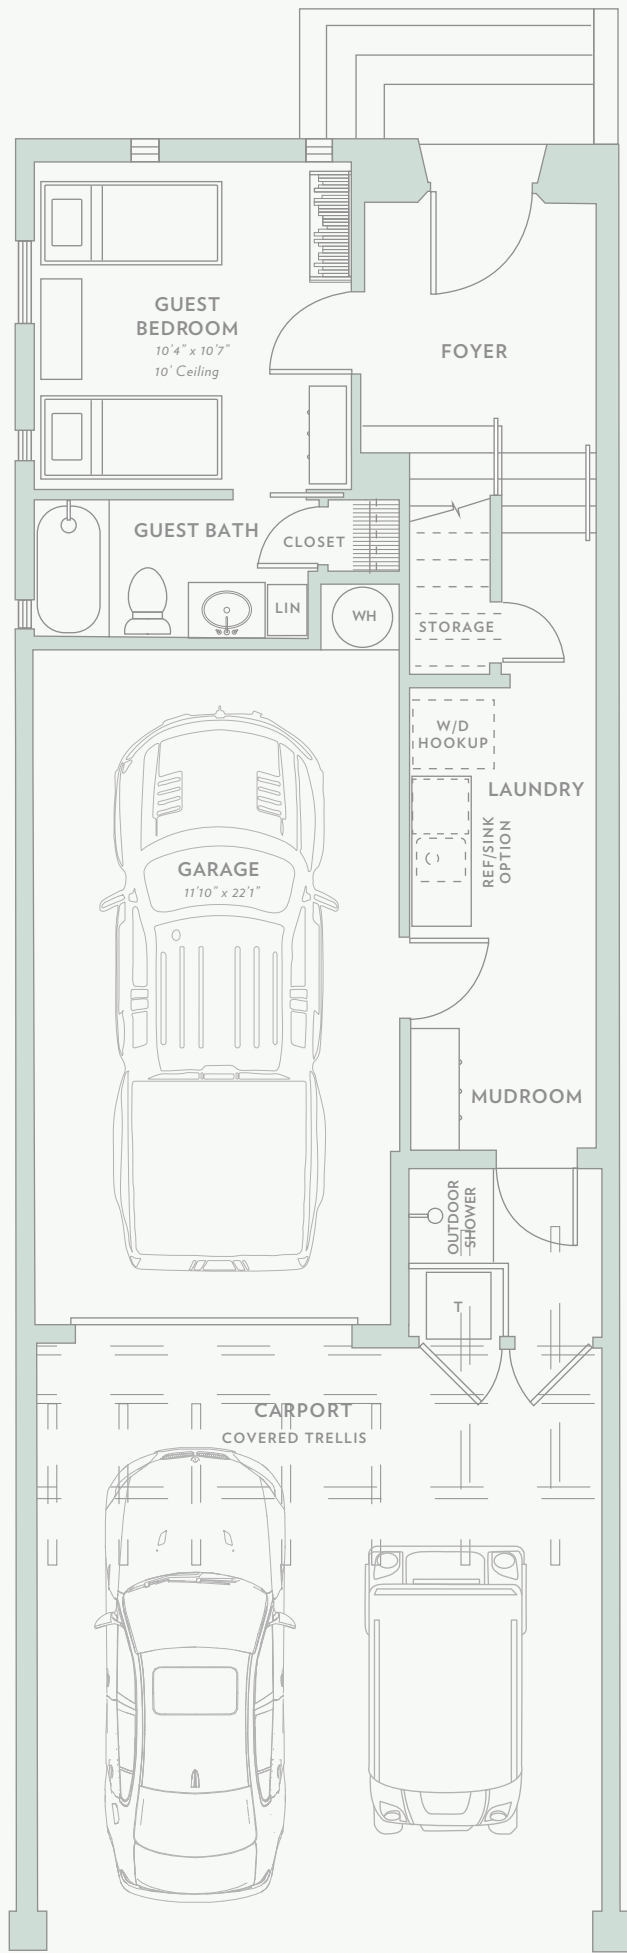 GUEST
BEDROOM
10'4" x 10'7"
10' Ceiling
FOYER
GUEST BATH
CLOSET
LIN
WH
STORAGE
W/D
HOOKUP
LAUNDRY
REF/SINK
OPTION
GARAGE
11'10" x 22'1"
MUDROOM
OUTDOOR
SHOWER
T
CARPORT
COVERED TRELLIS